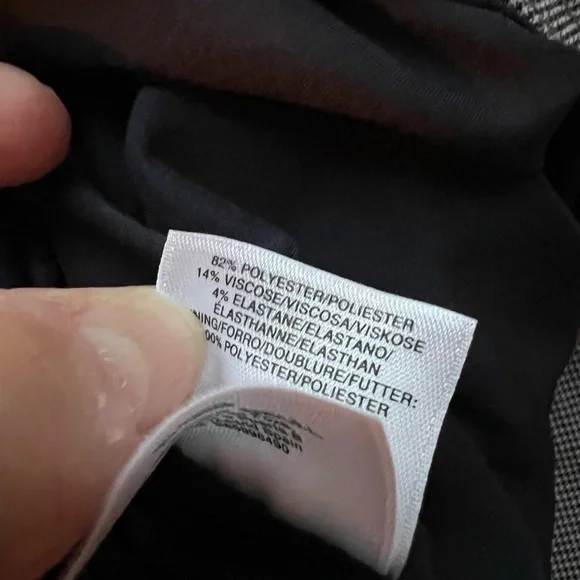 82% POLYESTER/POLIESTER
14% VISCOSE/VISCOSA/VISKOSE
4% ELASTANE/ELASTANO/
ÉLASTHANNE/ELASTHAN
NING/FORRO/DOUBLURE/FUTTER:
00% POLYESTER/POLIESTER